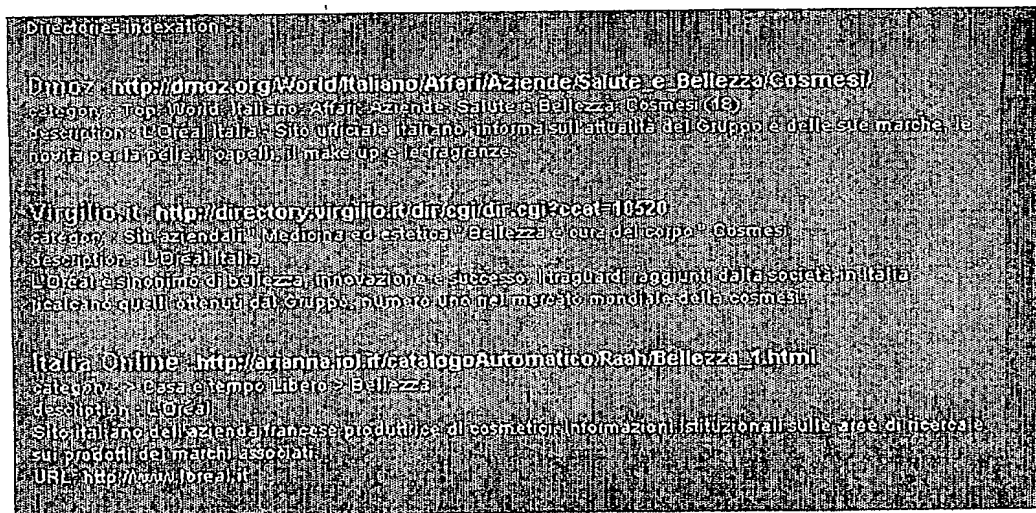 Directories indexation
Dmoz - http://dmoz.org/World/Italiano/Affari/Aziende/Salute_e_Bellezza/Cosmesi/
category : Top: World: Italiano: Affari: Aziende: Salute e Bellezza: Cosmesi (18)
description : L'Oreal Italia - Sito ufficiale italiano, informa sull'attualità del Gruppo e delle sue marche, le
novità per la pelle, i capelli, il make up e le fragranze.
Virgilio.it - http://directory.virgilio.it/dir/cgi/dir.cgi?ccat=10520
category : Siti aziendali " Medicina ed estetica " Bellezza e cura del corpo " Cosmesi
description : L'Oreal Italia
L'Oreal è sinonimo di bellezza, innovazione e successo. I traguardi raggiunti dalla società in Italia
ricalcano quelli ottenuti dal Gruppo, numero uno nel mercato mondiale della cosmesi.
Italia Online - http://arianna.iol.it/catalogoAutomatico/Raah/Bellezza_1.html
category : > Casa e tempo Libero > Bellezza
description : L'Oreal
Sito italiano dell'azienda francese produttrice di cosmetici: informazioni istituzionali sulle aree di ricerca e
sui prodotti dei marchi associati.
URL: http://www.loreal.it